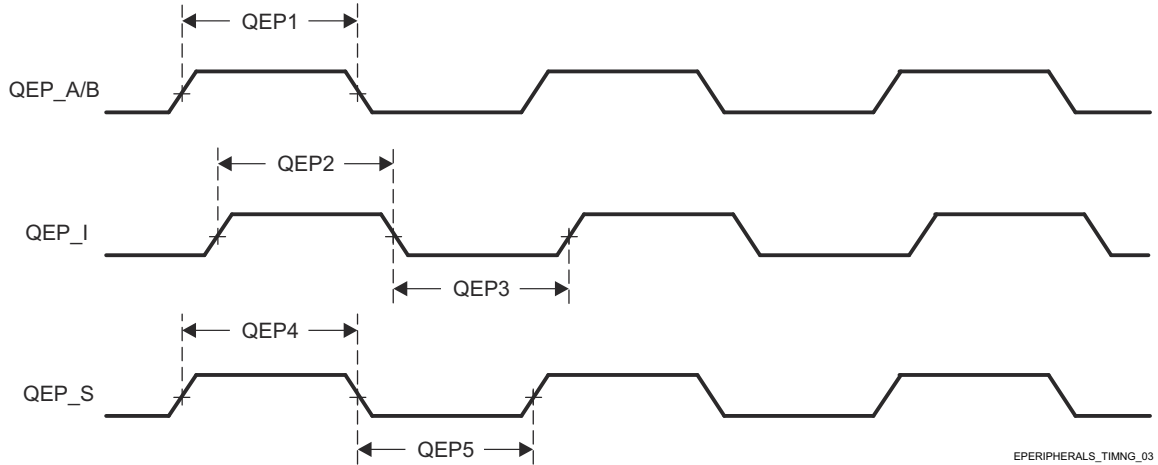 QEP1
QEP_A/B
QEP2
QEP_I
QEP3
QEP4
QEP_S
QEP5
EPERIPHERALS_TIMNG_03